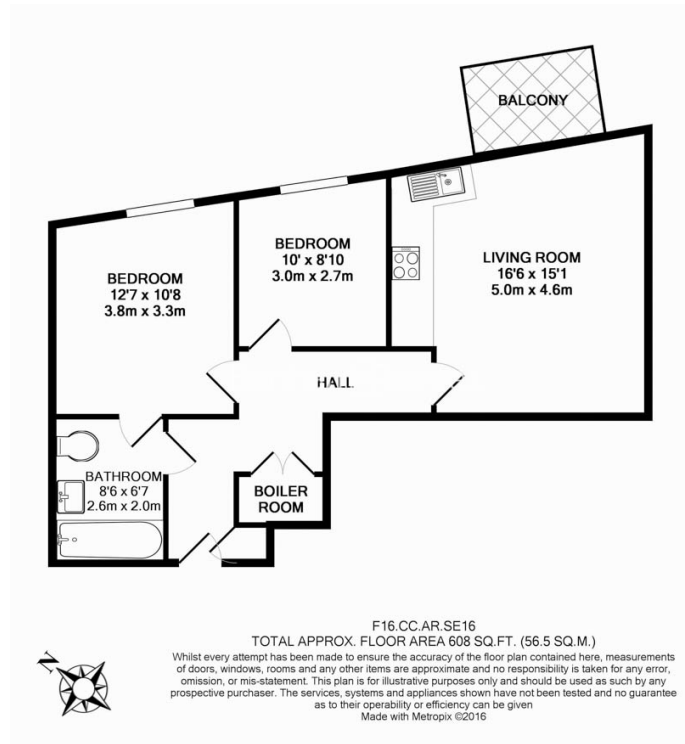 BALCONY
BEDROOM
10' x 8'10
3.0m x 2.7m
LIVING ROOM
16'6 x 15'1
5.0m x 4.6m
BEDROOM
12'7 x 10'8
3.8m x 3.3m
HALL
BATHROOM
8'6 x 6'7
2.6m x 2.0m
BOILER
ROOM
F16.CC.AR.SE16
TOTAL APPROX. FLOOR AREA 608 SQ.FT. (56.5 SQ.M.)
Whilst every attempt has been made to ensure the accuracy of the floor plan contained here, measurements
of doors, windows, rooms and any other items are approximate and no responsibility is taken for any error,
omission, or mis-statement. This plan is for illustrative purposes only and should be used as such by any
prospective purchaser. The services, systems and appliances shown have not been tested and no guarantee
as to their operability or efficiency can be given
Made with Metropix ©2016
N